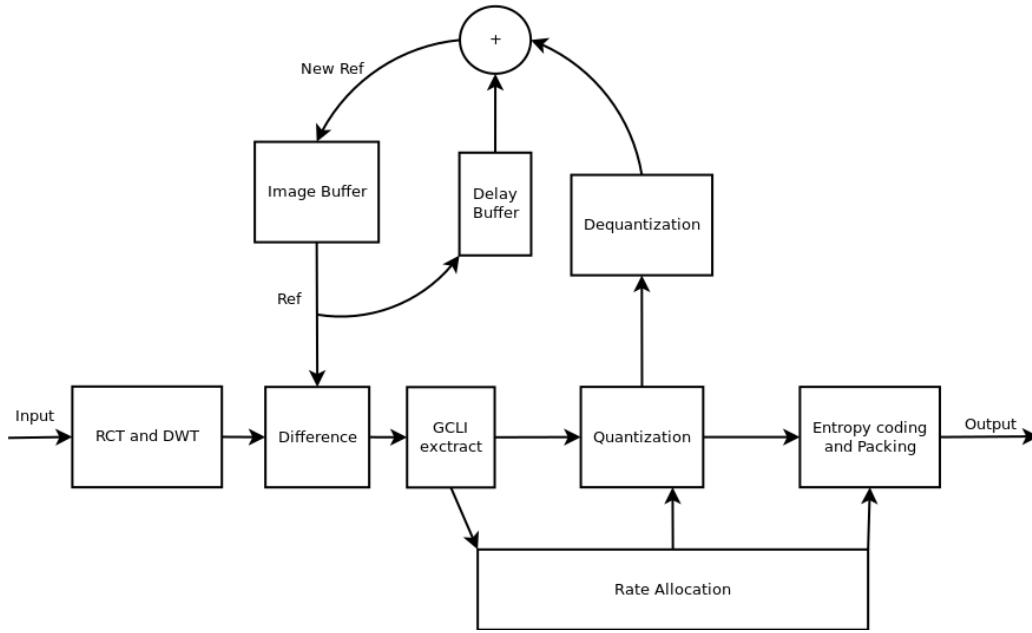 +
New Ref
Image Buffer
Delay
Buffer
Dequantization
Ref
Input
RCT and DWT
Difference
GCLI
exctract
Quantization
Entropy coding
and Packing
Output
Rate Allocation